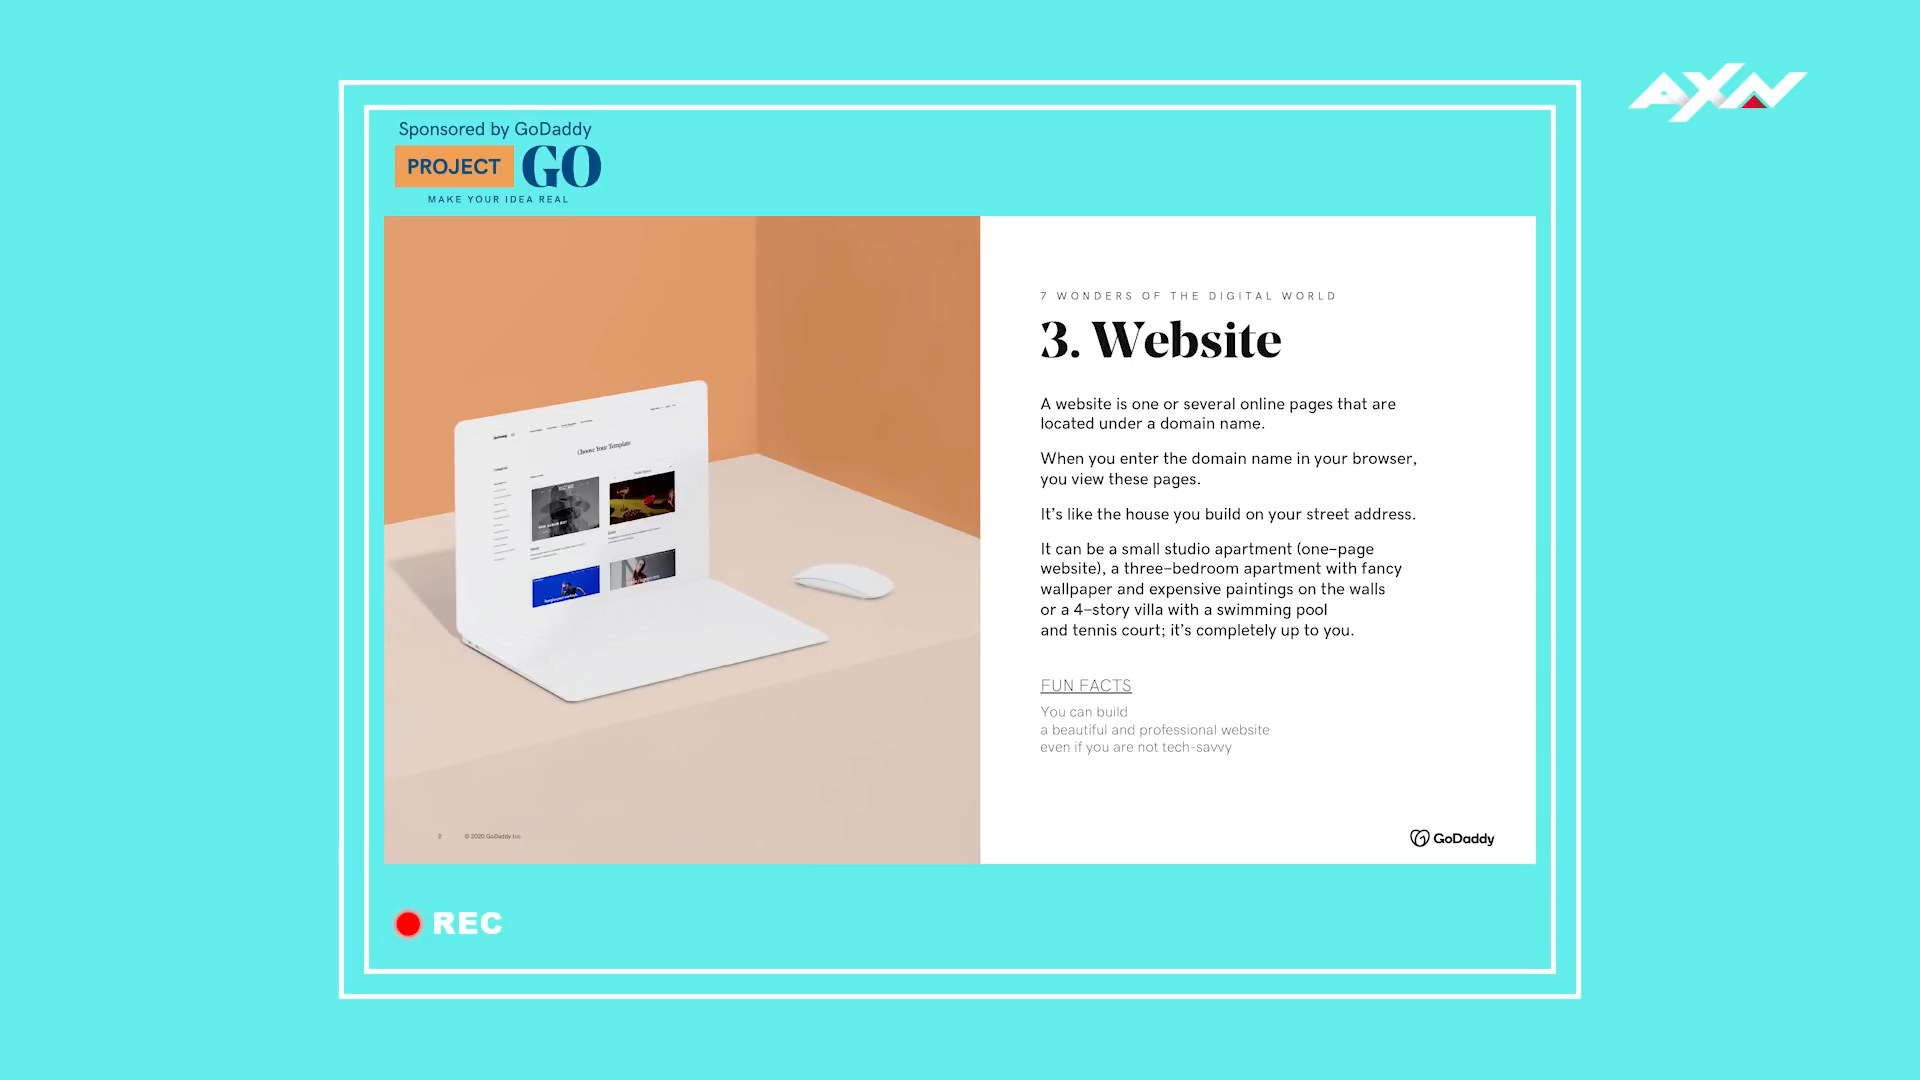 AXN
Sponsored by GoDaddy
PROJECT GO
MAKE YOUR IDEA REAL
Choose Your Template
7 WONDERS OF THE DIGITAL WORLD
3. Website
A website is one or several online pages that are
located under a domain name.
When you enter the domain name in your browser,
you view these pages.
It's like the house you build on your street address.
It can be a small studio apartment (one-page
website), a three-bedroom apartment with fancy
wallpaper and expensive paintings on the walls
or a 4-story villa with a swimming pool
and tennis court; it's completely up to you.
FUN FACTS
You can build
a beautiful and professional website
even if you are not tech-savvy
2 © 2020 GoDaddy Inc.
GoDaddy
REC